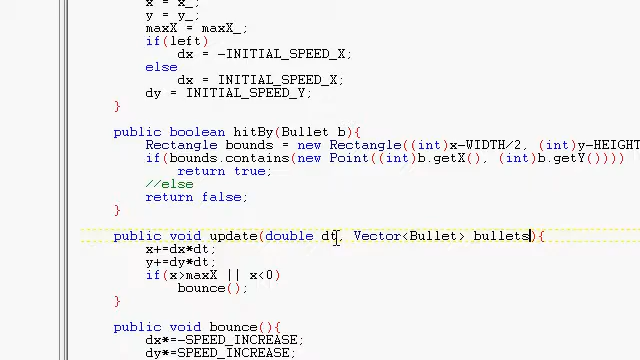 x = x_;
y = y_;
maxX = maxX_;
if(left)
dx = -INITIAL_SPEED_X;
else
dx = INITIAL_SPEED_X;
dy = INITIAL_SPEED_Y;
}
public boolean hitBy(Bullet b){
Rectangle bounds = new Rectangle((int)x-WIDTH/2, (int)y-HEIGHT
if(bounds.contains(new Point((int)b.getX(), (int)b.getY())))
return true;
//else
return false;
}
public void update(double dt, Vector<Bullet> bullets){
x+=dx*dt;
y+=dy*dt;
if(x>maxX || x<0)
bounce();
}
public void bounce(){
dx*=-SPEED_INCREASE;
dy*=SPEED_INCREASE;